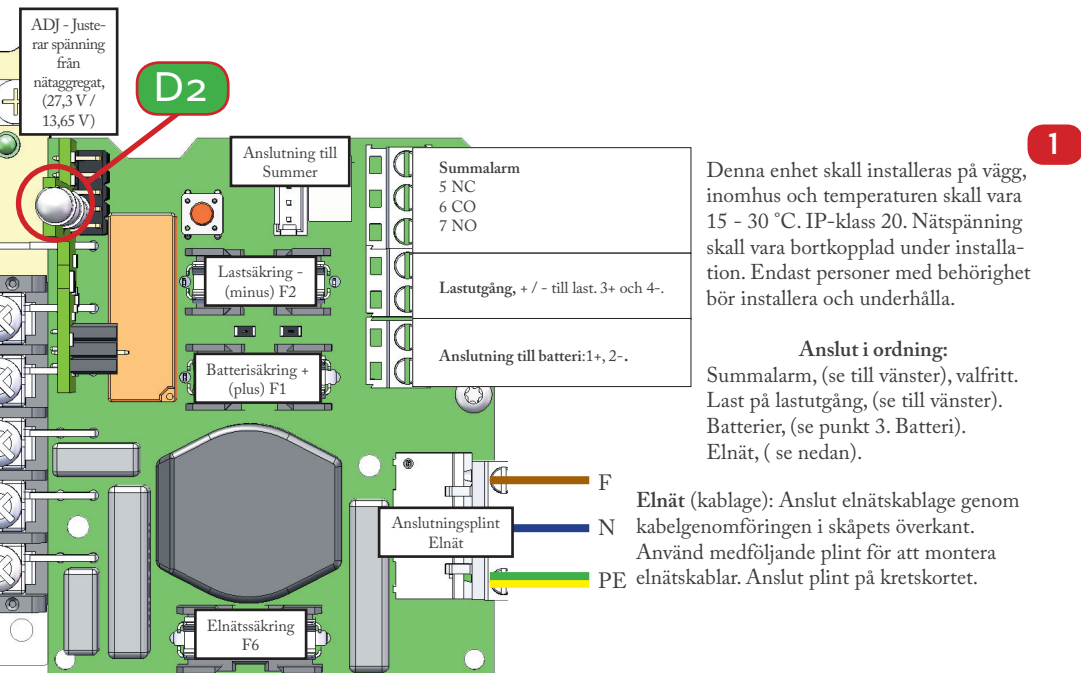 ADJ - Juste-
rar spänning
från
nätaggregat,
(27,3 V /
13,65 V)
D2
Anslutning till
Summer
Summalarm
5 NC
6 CO
7 NO
Lastsäkring -
(minus) F2
Lastutgång, + / - till last. 3+ och 4-.
Batterisäkring +
(plus) F1
Anslutning till batteri:1+, 2-.
Anslutningsplint
Elnät
F
N
PE
Elnätssäkring
F6
1
Denna enhet skall installeras på vägg,
inomhus och temperaturen skall vara
15 - 30 °C. IP-klass 20. Nätspänning
skall vara bortkopplad under installa-
tion. Endast personer med behörighet
bör installera och underhålla.
Anslut i ordning:
Summalarm, (se till vänster), valfritt.
Last på lastutgång, (se till vänster).
Batterier, (se punkt 3. Batteri).
Elnät, ( se nedan).
Elnät (kablage): Anslut elnätskablage genom
kabelgenomföringen i skåpets överkant.
Använd medföljande plint för att montera
elnätskablar. Anslut plint på kretskortet.